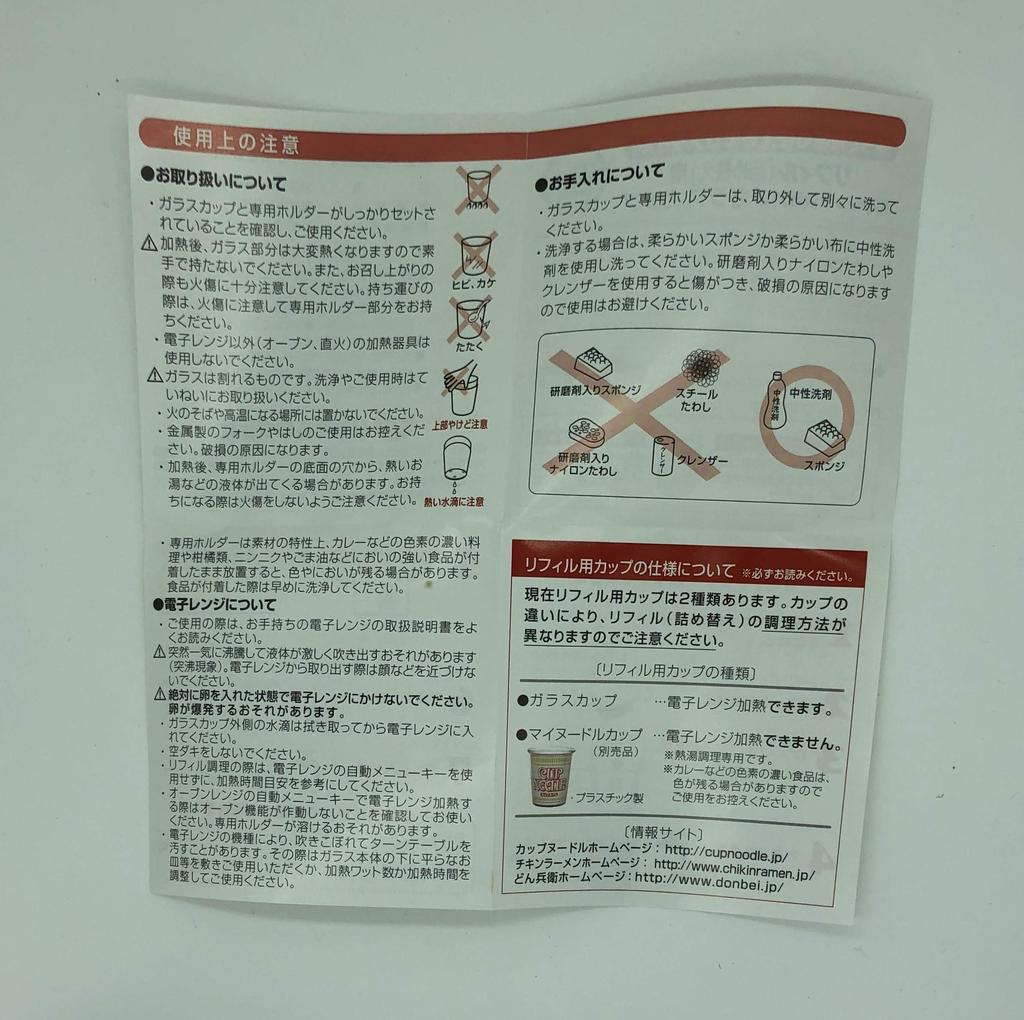 使用上の注意
●お取り扱いについて
・ガラスカップと専用ホルダーがしっかりセットさ
れていることを確認し、ご使用ください。
⚠加熱後、ガラス部分は大変熱くなりますので素
手で持たないでください。また、お召し上がりの
際も火傷に十分注意してください。持ち運びの
際は、火傷に注意して専用ホルダー部分をお持
ちください。
・電子レンジ以外(オーブン、直火)の加熱器具は
使用しないでください。
⚠ガラスは割れるものです。洗浄やご使用時はて
いねいにお取り扱いください。
・火のそばや高温になる場所には置かないでください。
・金属製のフォークやはしのご使用はお控えくだ
さい。破損の原因になります。
・加熱後、専用ホルダーの底面の穴から、熱いお
湯などの液体が出てくる場合があります。お持
ちになる際は火傷をしないようご注意ください。
ヒビ、カケ
たたく
上部やけど注意
熱い水滴に注意
・専用ホルダーは素材の特性上、カレーなどの色素の濃い料
理や柑橘類、ニンニクやごま油などにおいの強い食品が付
着したまま放置すると、色やにおいが残る場合があります。
食品が付着した際は早めに洗浄してください。
●電子レンジについて
・ご使用の際は、お手持ちの電子レンジの取扱説明書をよ
くお読みください。
⚠突然一気に沸騰して液体が激しく吹き出すおそれがあります
(突沸現象)。電子レンジから取り出す際は顔などを近づけな
いでください。
⚠絶対に卵を入れた状態で電子レンジにかけないでください。
卵が爆発するおそれがあります。
・ガラスカップ外側の水滴は拭き取ってから電子レンジに入
れてください。
・空ダキをしないでください。
・リフィル調理の際は、電子レンジの自動メニューキーを使
用せずに、加熱時間目安を参考にしてください。
・オーブンレンジの自動メニューキーで電子レンジ加熱す
る際はオーブン機能が作動しないことを確認してお使い
ください。専用ホルダーが溶けるおそれがあります。
・電子レンジの機種により、吹きこぼれてターンテーブルを
汚すことがあります。その際はガラス本体の下に平らなお
皿等を敷きご使用いただくか、加熱ワット数か加熱時間を
調整してご使用ください。
●お手入れについて
・ガラスカップと専用ホルダーは、取り外して別々に洗って
ください。
・洗浄する場合は、柔らかいスポンジか柔らかい布に中性洗
剤を使用し洗ってください。研磨剤入りナイロンたわしや
クレンザーを使用すると傷がつき、破損の原因になります
ので使用はお避けください。
研磨剤入りスポンジ
スチール
たわし
研磨剤入り
ナイロンたわし
クレンザー
クレンザー
中性洗剤
中性洗剤
スポンジ
リフィル用カップの仕様について ※必ずお読みください。
現在リフィル用カップは2種類あります。カップの
違いにより、リフィル(詰め替え)の調理方法が
異なりますのでご注意ください。
〔リフィル用カップの種類〕
●ガラスカップ …電子レンジ加熱できます。
●マイヌードルカップ …電子レンジ加熱できません。
(別売品)
※熱湯調理専用です。
※カレーなどの色素の濃い食品は、
色が残る場合がありますので
ご使用をお控えください。
CUP
NOODLE
・プラスチック製
〔情報サイト〕
カップヌードルホームページ:http://cupnoodle.jp/
チキンラーメンホームページ:http://www.chikinramen.jp/
どん兵衛ホームページ:http://www.donbei.jp/